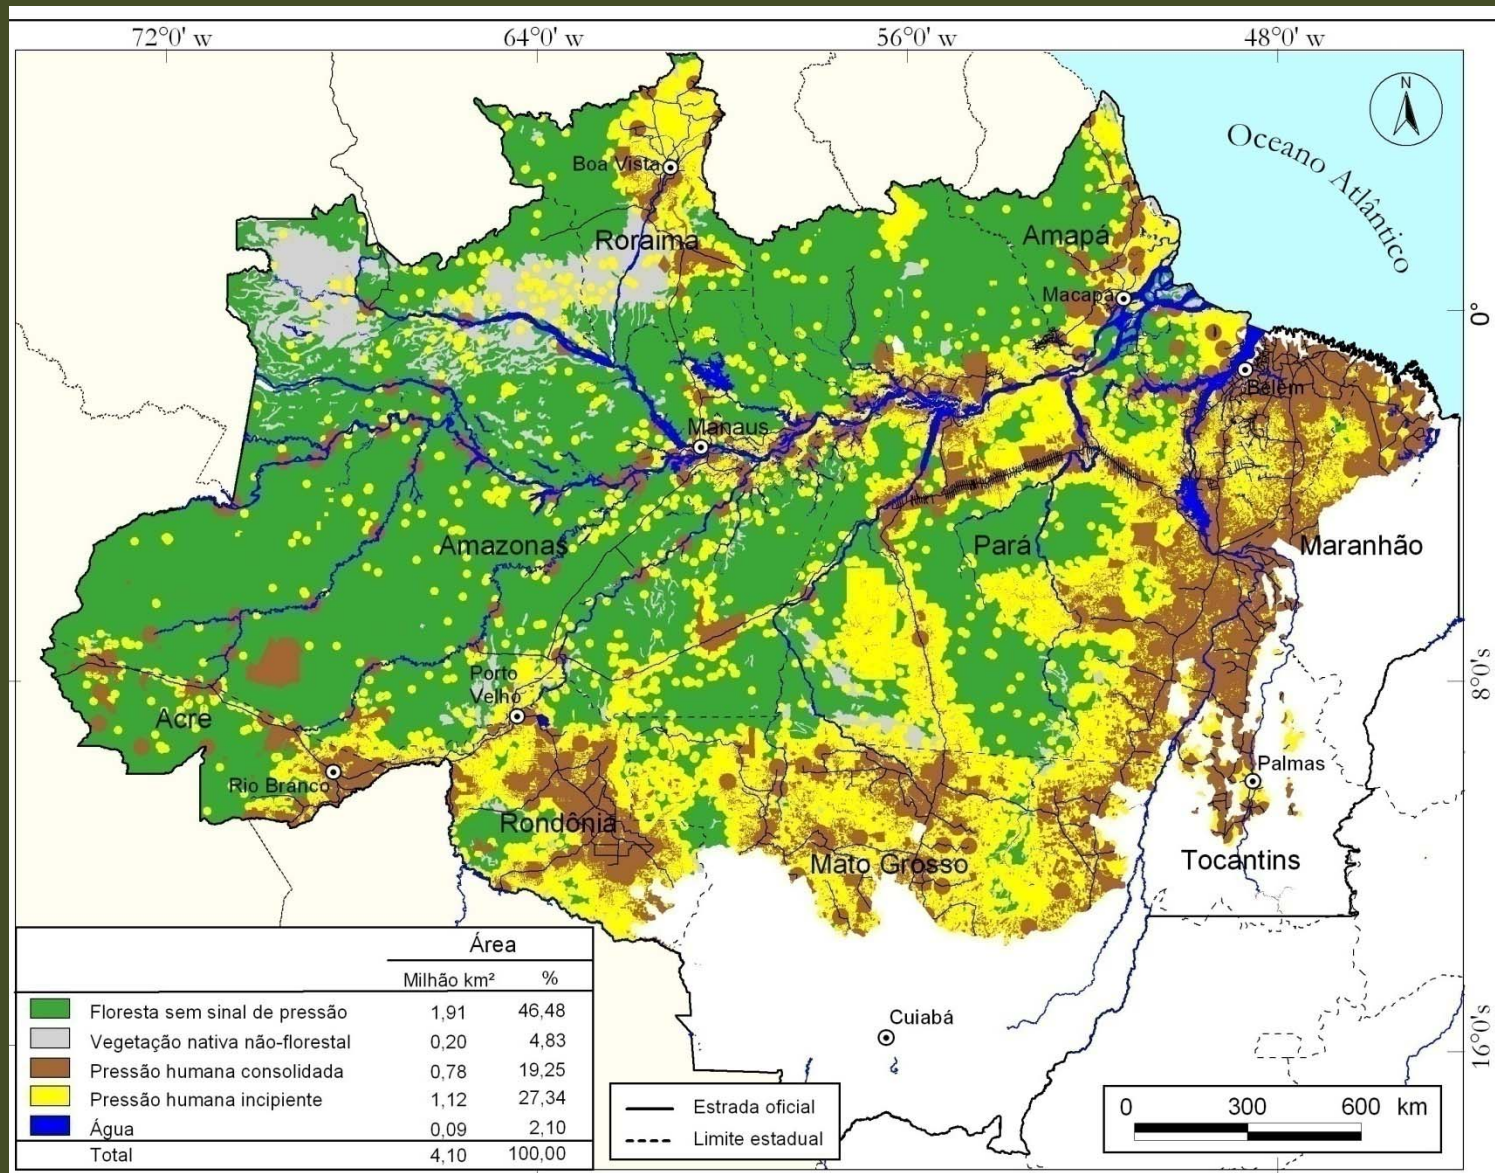 72°0' w 64°0' w 56°0' w 48°0' w
N
Oceano Atlântico
Boa Vista
Roraima
Amapá
Macapá
0°
Belém
Manaus
Amazonas
Pará
Maranhão
Porto
Velho
8°0's
Acre
Rio Branco
Palmas
Rondônia
Mato Grosso
Tocantins
Cuiabá
16°0's
Área
Milhão km² %
Floresta sem sinal de pressão 1,91 46,48
Vegetação nativa não-florestal 0,20 4,83
Pressão humana consolidada 0,78 19,25
Pressão humana incipiente 1,12 27,34
Água 0,09 2,10
Total 4,10 100,00
Estrada oficial
Limite estadual
0 300 600 km